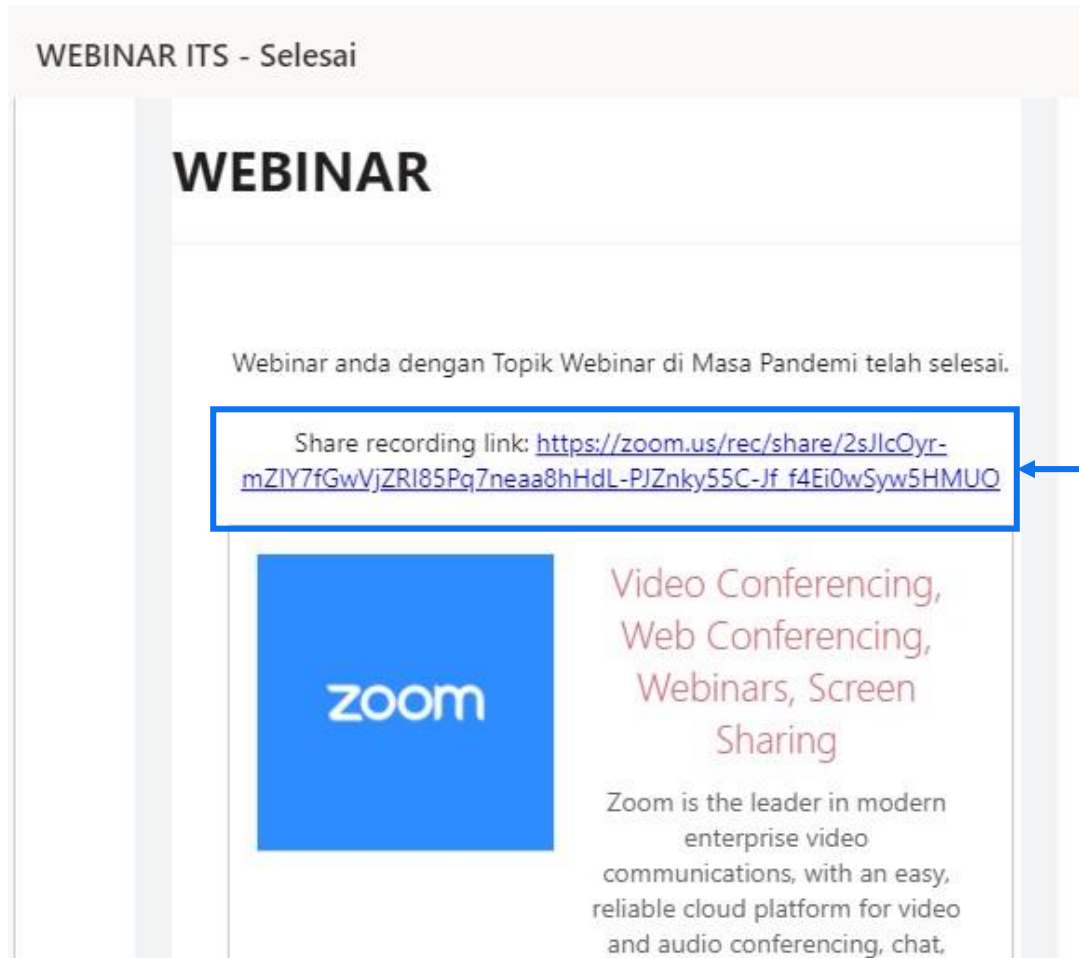 WEBINAR ITS - Selesai
WEBINAR
Webinar anda dengan Topik Webinar di Masa Pandemi telah selesai.
Share recording link: https://zoom.us/rec/share/2sJIcOyr-
mZIY7fGwVjZRI85Pq7neaa8hHdL-PJZnky55C-Jf_f4Ei0wSyw5HMUO
zoom
Video Conferencing,
Web Conferencing,
Webinars, Screen
Sharing
Zoom is the leader in modern
enterprise video
communications, with an easy,
reliable cloud platform for video
and audio conferencing, chat,